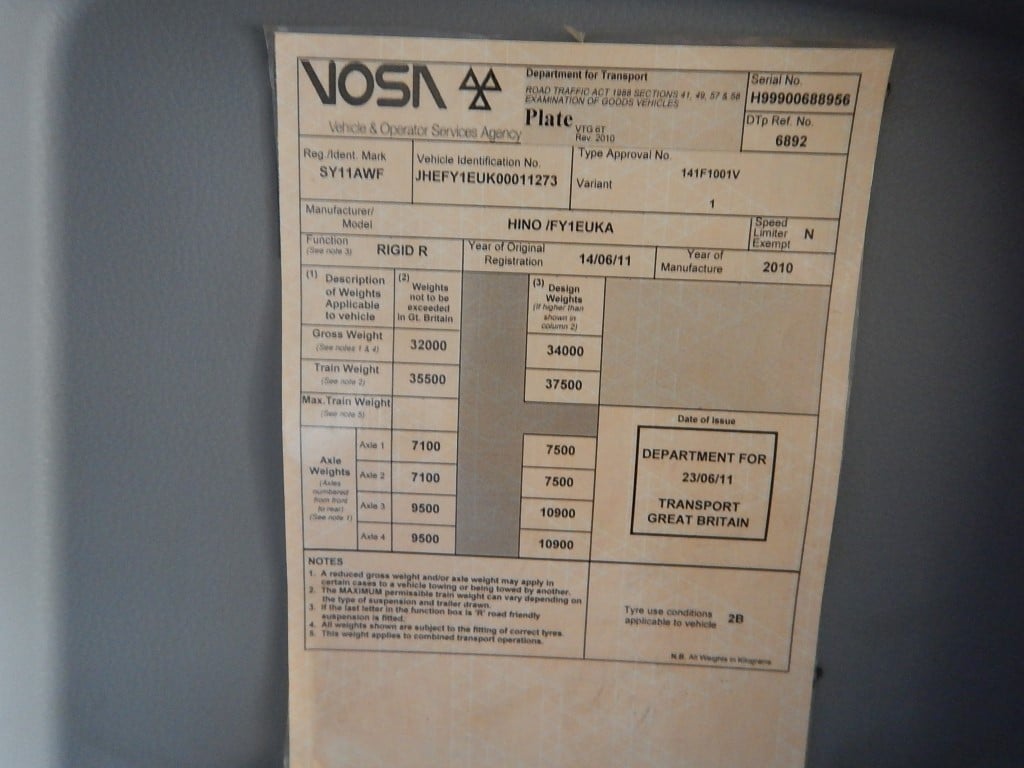 VOSA
Vehicle & Operator Services Agency
Department for Transport
ROAD TRAFFIC ACT 1988 SECTIONS 41, 49, 57 & 58
EXAMINATION OF GOODS VEHICLES
Plate VTG 6T
Rev. 2010
Serial No.
H99900688956
DTp Ref. No.
6892
Reg./Ident. Mark
SY11AWF
Vehicle Identification No.
JHEFY1EUK00011273
Type Approval No.
141F1001V
Variant
1
Manufacturer/
Model
HINO /FY1EUKA
Speed
Limiter
Exempt
N
Function
(See note 3)
RIGID R
Year of Original
Registration
14/06/11
Year of
Manufacture
2010
(1) Description
of Weights
Applicable
to vehicle
(2) Weights
not to be
exceeded
in Gt. Britain
(3) Design
Weights
(if higher than
shown in
column 2)
Gross Weight
(See notes 1 & 4)
32000
34000
Train Weight
(See note 2)
35500
37500
Max.Train Weight
(See note 5)
Axle
Weights
(Axles
numbered
from front
to rear)
(See note 1)
Axle 1 7100 7500
Axle 2 7100 7500
Axle 3 9500 10900
Axle 4 9500 10900
Date of Issue
DEPARTMENT FOR
23/06/11
TRANSPORT
GREAT BRITAIN
NOTES
1. A reduced gross weight and/or axle weight may apply in
certain cases to a vehicle towing or being towed by another.
2. The MAXIMUM permissible train weight can vary depending on
the type of suspension and trailer drawn.
3. If the last letter in the function box is 'R' road friendly
suspension is fitted.
4. All weights shown are subject to the fitting of correct tyres.
5. This weight applies to combined transport operations.
Tyre use conditions
applicable to vehicle
2B
N.B. All Weights in Kilograms